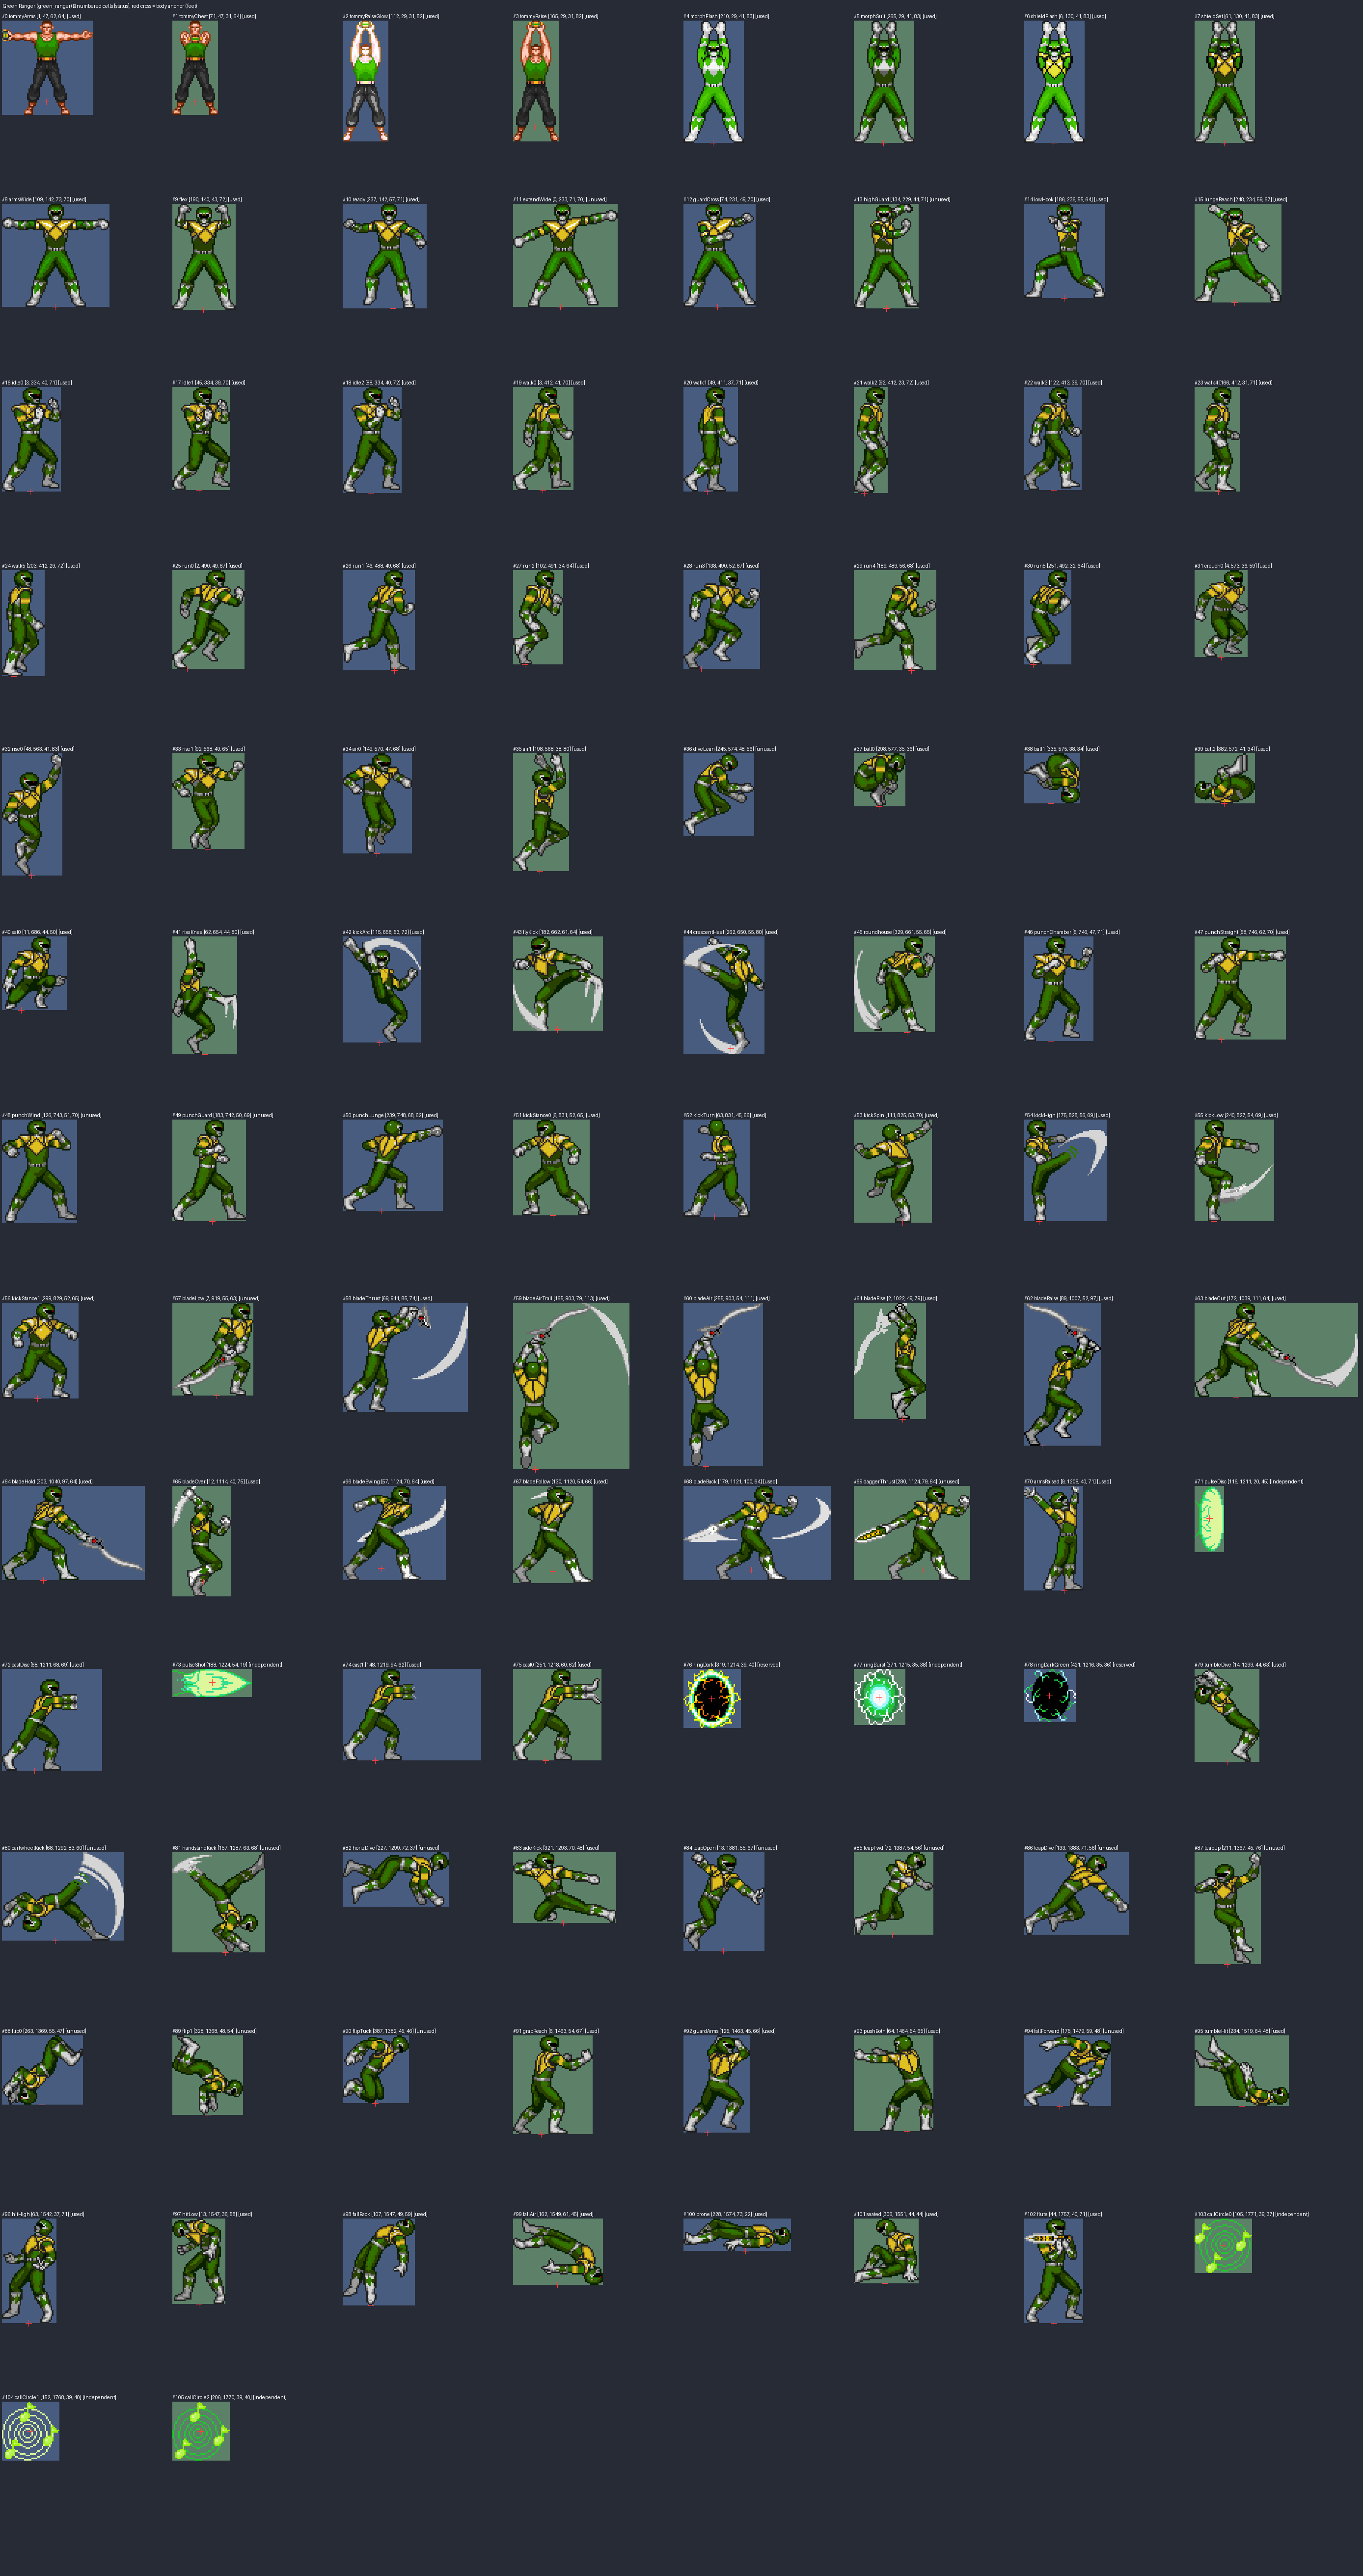 Green Ranger (green_ranger) numbered cells [status]. red cross = body anchor (feet)
#0 tommyArms [1, 47, 62, 64] [used]
#1 tommyChest [71, 47, 31, 64] [used]
#2 tommyRaiseGlow [112, 29, 31, 82] [used]
#3 tommyRaise [165, 29, 31, 82] [used]
#4 morphFlash [210, 29, 41, 83] [used]
#5 morphSuit [265, 29, 41, 83] [used]
#6 shieldFlash [6, 130, 41, 83] [used]
#7 shieldSet [61, 130, 41, 83] [used]
#8 armsWide [109, 142, 73, 70] [used]
#9 flex [190, 140, 43, 72] [used]
#10 ready [237, 142, 57, 71] [used]
#11 extendWide [0, 233, 71, 70] [unused]
#12 guardCross [74, 231, 49, 70] [used]
#13 highGuard [134, 229, 44, 71] [unused]
#14 lowHook [186, 236, 55, 64] [used]
#15 lungeReach [248, 234, 59, 67] [used]
#16 idle0 [3, 334, 40, 71] [used]
#17 idle1 [45, 334, 39, 70] [used]
#18 idle2 [88, 334, 40, 72] [used]
#19 walk0 [3, 412, 41, 70] [used]
#20 walk1 [49, 411, 37, 71] [used]
#21 walk2 [92, 412, 23, 72] [used]
#22 walk3 [122, 413, 39, 70] [used]
#23 walk4 [166, 412, 31, 71] [used]
#24 walk5 [203, 412, 29, 72] [used]
#25 run0 [2, 490, 49, 67] [used]
#26 run1 [46, 488, 49, 68] [used]
#27 run2 [102, 491, 34, 64] [used]
#28 run3 [139, 490, 52, 67] [used]
#29 run4 [189, 489, 56, 68] [used]
#30 run5 [251, 492, 32, 64] [used]
#31 crouch0 [4, 573, 36, 59] [used]
#32 rise0 [48, 563, 41, 83] [used]
#33 rise1 [92, 568, 49, 65] [used]
#34 air0 [149, 570, 47, 68] [used]
#35 air1 [198, 568, 38, 80] [used]
#36 diveLean [245, 574, 48, 56] [unused]
#37 ball0 [298, 577, 35, 36] [used]
#38 ball1 [335, 575, 38, 34] [used]
#39 ball2 [382, 572, 41, 34] [used]
#40 set0 [11, 686, 44, 50] [used]
#41 riseKnee [62, 654, 44, 80] [used]
#42 kickArc [115, 658, 53, 72] [used]
#43 flyKick [182, 662, 61, 64] [used]
#44 crescentHeel [262, 650, 55, 80] [used]
#45 roundhouse [329, 661, 55, 65] [used]
#46 punchChamber [5, 746, 47, 71] [used]
#47 punchStraight [58, 746, 62, 70] [used]
#48 punchWind [126, 743, 51, 70] [unused]
#49 punchGuard [183, 742, 50, 69] [unused]
#50 punchLunge [239, 748, 68, 62] [used]
#51 kickStance0 [6, 831, 52, 65] [used]
#52 kickTurn [63, 831, 45, 66] [used]
#53 kickSpin [111, 825, 53, 70] [used]
#54 kickHigh [175, 828, 56, 69] [used]
#55 kickLow [240, 827, 54, 69] [used]
#56 kickStance1 [299, 829, 52, 65] [used]
#57 bladeLow [7, 919, 55, 63] [unused]
#58 bladeThrust [69, 911, 85, 74] [used]
#59 bladeAirTrail [165, 903, 79, 113] [used]
#60 bladeAir [255, 903, 54, 111] [used]
#61 bladeRise [2, 1022, 49, 79] [used]
#62 bladeRaise [89, 1007, 52, 97] [used]
#63 bladeCut [172, 1039, 111, 64] [used]
#64 bladeHold [303, 1040, 97, 64] [used]
#65 bladeOver [12, 1114, 40, 75] [used]
#66 bladeSwing [57, 1124, 70, 64] [used]
#67 bladeFollow [130, 1120, 54, 66] [used]
#68 bladeBack [179, 1121, 100, 64] [used]
#69 daggerThrust [280, 1124, 79, 64] [unused]
#70 armsRaised [9, 1208, 40, 71] [used]
#71 pulseDisc [116, 1211, 20, 45] [independent]
#72 castDisc [68, 1211, 68, 69] [used]
#73 pulseShot [188, 1224, 54, 19] [independent]
#74 cast1 [148, 1219, 94, 62] [used]
#75 cast0 [251, 1218, 60, 62] [used]
#76 ringDark [319, 1214, 39, 40] [reserved]
#77 ringBurst [371, 1215, 35, 38] [independent]
#78 ringDarkGreen [421, 1216, 35, 36] [reserved]
#79 tumbleDive [14, 1299, 44, 63] [used]
#80 cartwheelKick [68, 1292, 83, 60] [unused]
#81 handstandKick [157, 1287, 63, 68] [unused]
#82 horizDive [227, 1299, 72, 37] [unused]
#83 sideKick [321, 1293, 70, 48] [used]
#84 leapOpen [13, 1381, 55, 67] [unused]
#85 leapFwd [72, 1387, 54, 56] [used]
#86 leapDive [133, 1383, 71, 56] [unused]
#87 leapUp [211, 1367, 45, 76] [unused]
#88 flip0 [263, 1369, 55, 47] [unused]
#89 flip1 [328, 1368, 48, 54] [unused]
#90 flipTuck [387, 1382, 45, 46] [unused]
#91 grabReach [6, 1463, 54, 67] [used]
#92 guardArms [125, 1463, 45, 66] [used]
#93 pushBoth [64, 1464, 54, 65] [used]
#94 fallForward [175, 1479, 59, 48] [unused]
#95 tumbleHit [234, 1519, 64, 48] [used]
#96 hitHigh [63, 1542, 37, 71] [used]
#97 hitLow [13, 1547, 36, 58] [used]
#98 fallBack [107, 1547, 49, 59] [used]
#99 fallAir [162, 1549, 61, 45] [used]
#100 prone [228, 1574, 73, 22] [used]
#101 seated [306, 1551, 44, 44] [used]
#102 flute [44, 1757, 40, 71] [used]
#103 callCircle0 [105, 1771, 39, 37] [independent]
#104 callCircle1 [152, 1768, 39, 40] [independent]
#105 callCircle2 [206, 1770, 39, 40] [independent]